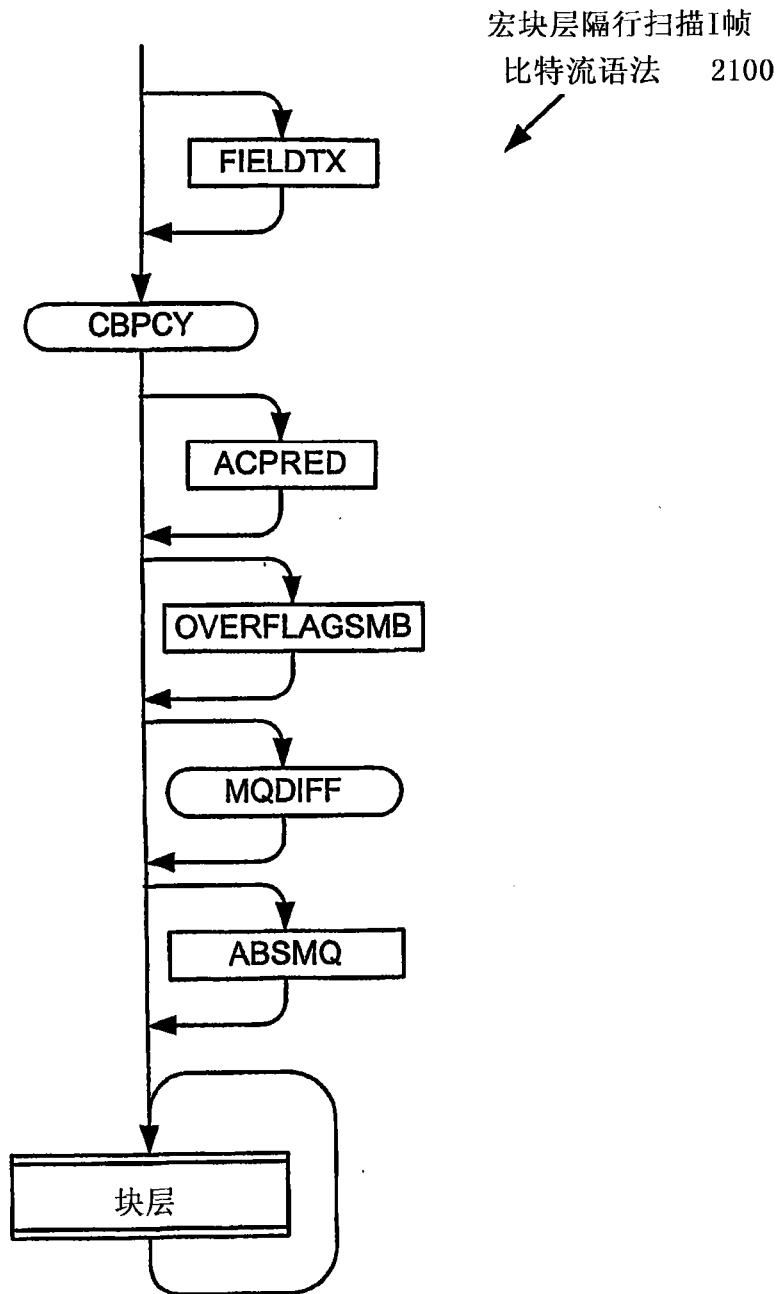 宏块层隔行扫描I帧
比特流语法 2100
FIELDTX
CBPCY
ACPRED
OVERFLAGSMB
MQDIFF
ABSMQ
块层